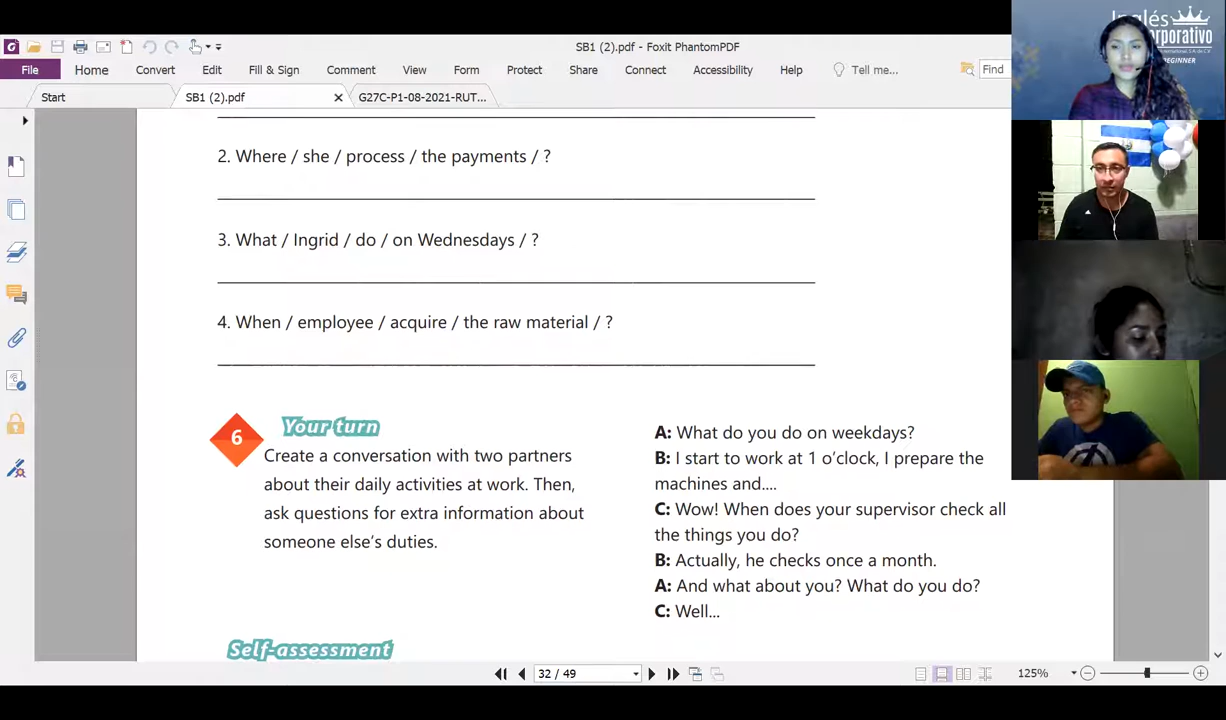 SB1 (2).pdf - Foxit PhantomPDF
File Home Convert Edit Fill & Sign Comment View Form Protect Share Connect Accessibility Help Tell me... Find
Start SB1 (2).pdf G27C-P1-08-2021-RUT...
2. Where / she / process / the payments / ?
3. What / Ingrid / do / on Wednesdays / ?
4. When / employee / acquire / the raw material / ?
6 Your turn
Create a conversation with two partners
about their daily activities at work. Then,
ask questions for extra information about
someone else's duties.
A: What do you do on weekdays?
B: I start to work at 1 o'clock, I prepare the
machines and....
C: Wow! When does your supervisor check all
the things you do?
B: Actually, he checks once a month.
A: And what about you? What do you do?
C: Well...
Self-assessment
32 / 49
125%